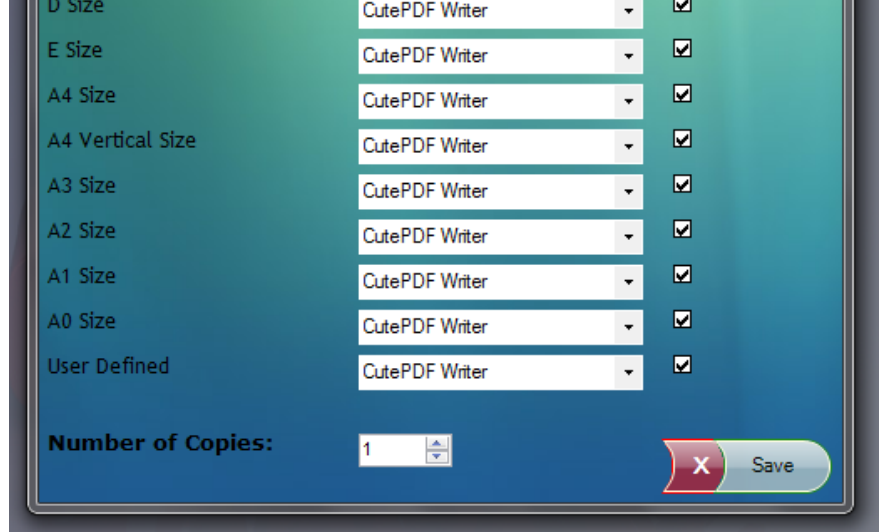 D Size CutePDF Writer
E Size CutePDF Writer
A4 Size CutePDF Writer
A4 Vertical Size CutePDF Writer
A3 Size CutePDF Writer
A2 Size CutePDF Writer
A1 Size CutePDF Writer
A0 Size CutePDF Writer
User Defined CutePDF Writer
Number of Copies: 1
X Save